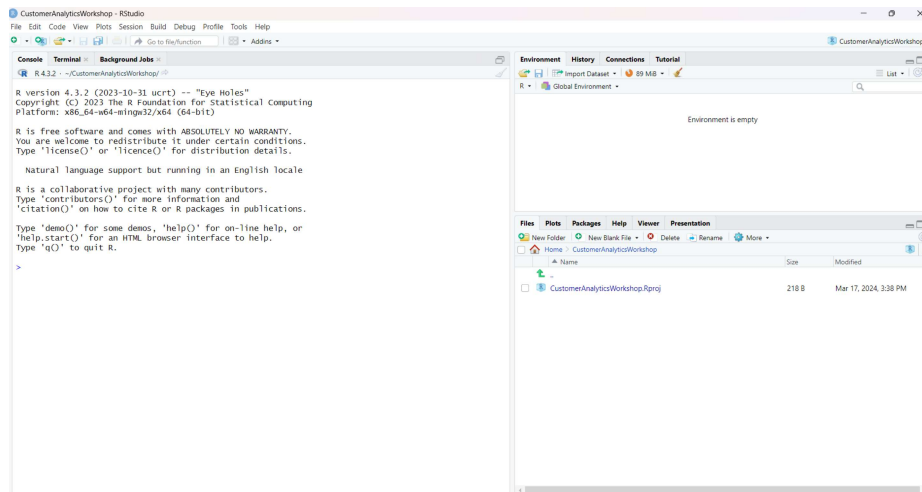 CustomerAnalyticsWorkshop - RStudio
File Edit Code View Plots Session Build Debug Profile Tools Help
Go to file/function Addins CustomerAnalyticsWorkshop
Console Terminal Background Jobs
R 4.3.2 · ~/CustomerAnalyticsWorkshop/
R version 4.3.2 (2023-10-31 ucrt) -- "Eye Holes"
Copyright (C) 2023 The R Foundation for Statistical Computing
Platform: x86_64-w64-mingw32/x64 (64-bit)
R is free software and comes with ABSOLUTELY NO WARRANTY.
You are welcome to redistribute it under certain conditions.
Type 'license()' or 'licence()' for distribution details.
Natural language support but running in an English locale
R is a collaborative project with many contributors.
Type 'contributors()' for more information and
'citation()' on how to cite R or R packages in publications.
Type 'demo()' for some demos, 'help()' for on-line help, or
'help.start()' for an HTML browser interface to help.
Type 'q()' to quit R.
>
Environment History Connections Tutorial
Import Dataset 89 MiB List
R Global Environment
Environment is empty
Files Plots Packages Help Viewer Presentation
New Folder New Blank File Delete Rename More
Home CustomerAnalyticsWorkshop
Name Size Modified
..
CustomerAnalyticsWorkshop.Rproj 218 B Mar 17, 2024, 3:38 PM